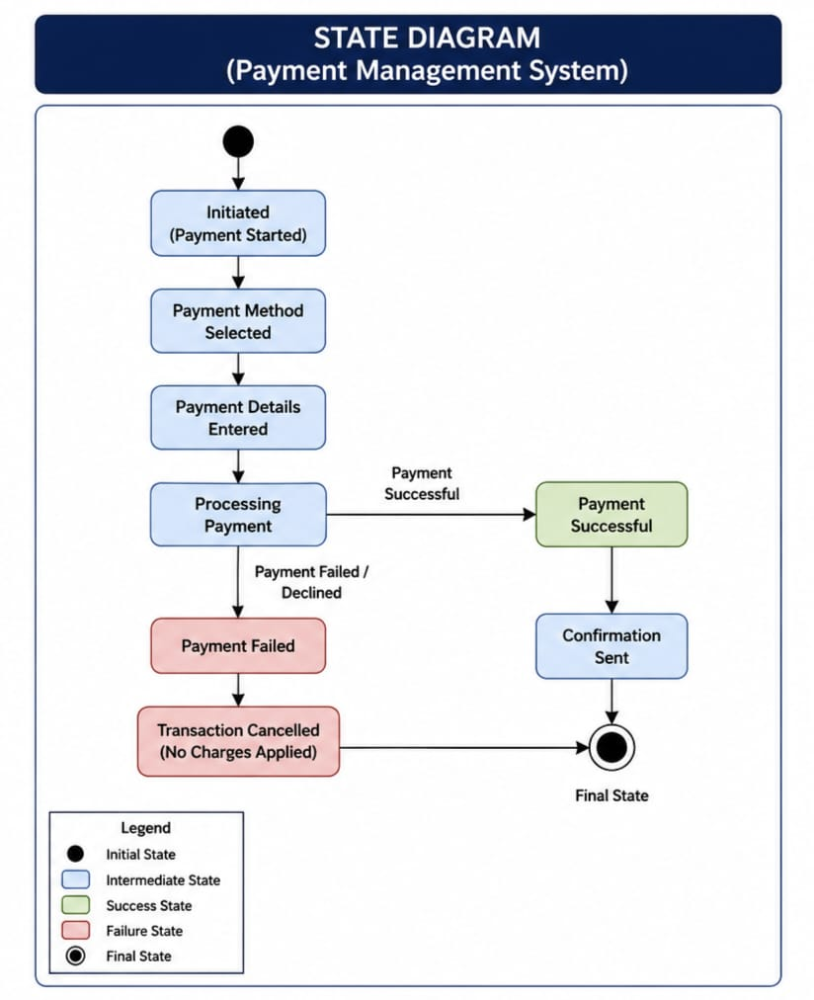 STATE DIAGRAM
(Payment Management System)
Initiated
(Payment Started)
Payment Method
Selected
Payment Details
Entered
Processing
Payment
Payment
Successful
Payment
Successful
Payment Failed /
Declined
Payment Failed
Confirmation
Sent
Transaction Cancelled
(No Charges Applied)
Final State
Legend
Initial State
Intermediate State
Success State
Failure State
Final State